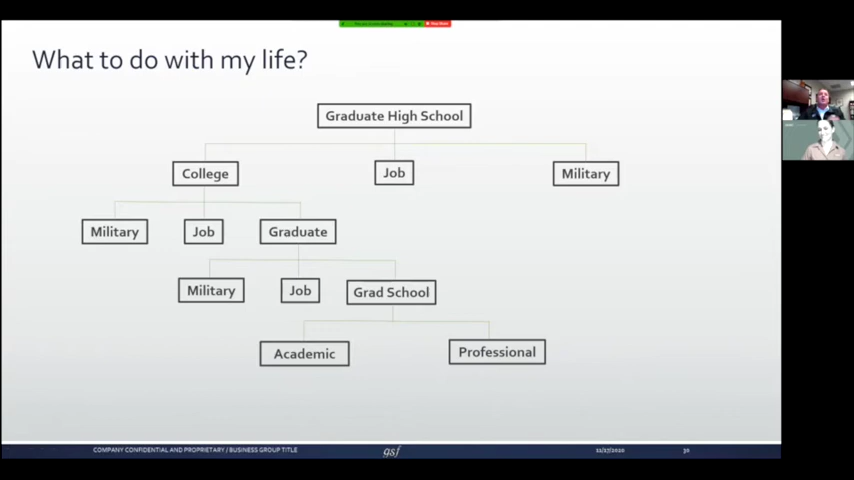 What to do with my life?
Graduate High School
College
Job
Military
Military
Job
Graduate
Military
Job
Grad School
Academic
Professional
COMPANY CONFIDENTIAL AND PROPRIETARY / BUSINESS GROUP TITLE
gsf
30